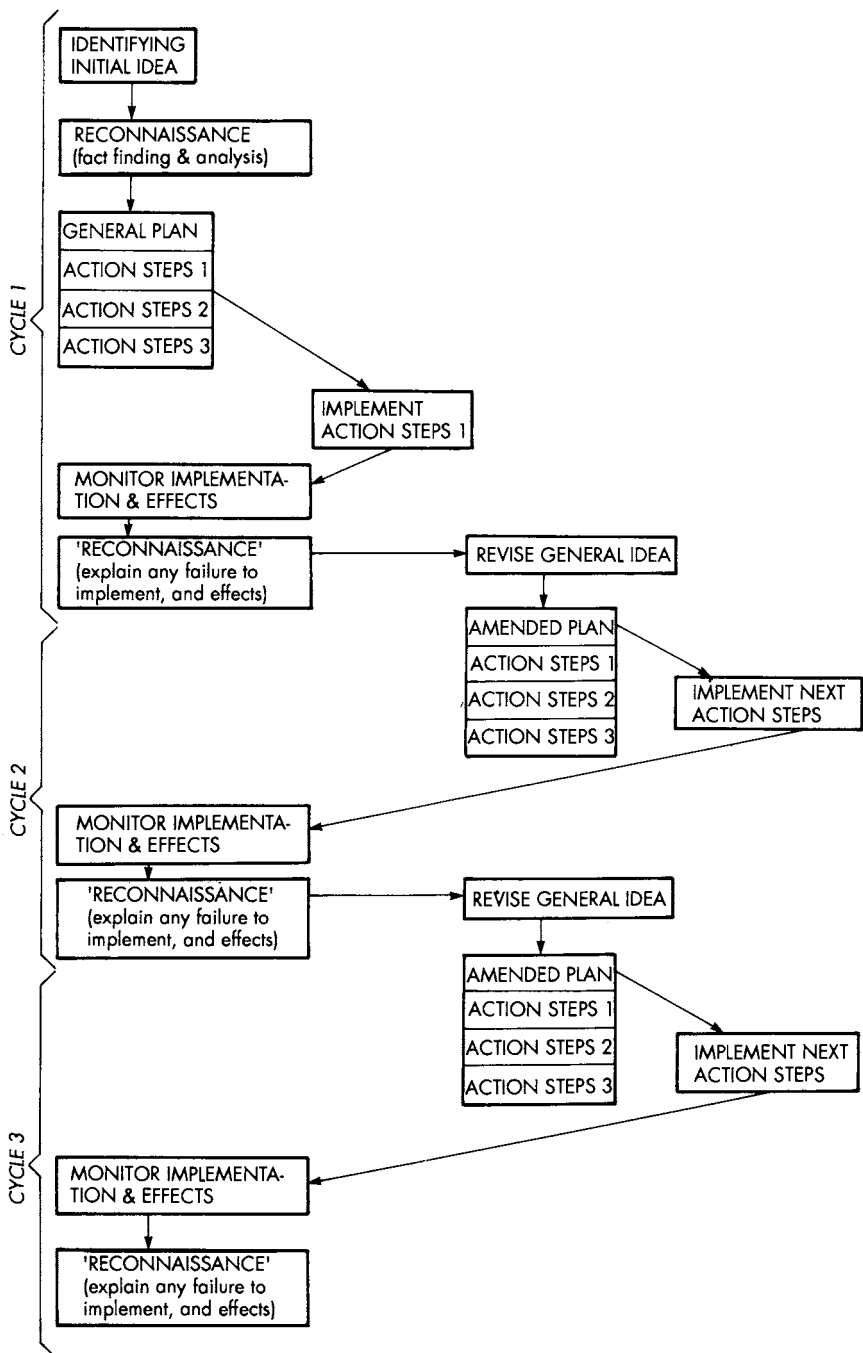 IDENTIFYING
INITIAL IDEA
RECONNAISSANCE
(fact finding & analysis)
GENERAL PLAN
ACTION STEPS 1
ACTION STEPS 2
ACTION STEPS 3
CYCLE 1
IMPLEMENT
ACTION STEPS 1
MONITOR IMPLEMENTA-
TION & EFFECTS
'RECONNAISSANCE'
(explain any failure to
implement, and effects)
REVISE GENERAL IDEA
AMENDED PLAN
ACTION STEPS 1
ACTION STEPS 2
ACTION STEPS 3
IMPLEMENT NEXT
ACTION STEPS
CYCLE 2
MONITOR IMPLEMENTA-
TION & EFFECTS
'RECONNAISSANCE'
(explain any failure to
implement, and effects)
REVISE GENERAL IDEA
AMENDED PLAN
ACTION STEPS 1
ACTION STEPS 2
ACTION STEPS 3
IMPLEMENT NEXT
ACTION STEPS
CYCLE 3
MONITOR IMPLEMENTA-
TION & EFFECTS
'RECONNAISSANCE'
(explain any failure to
implement, and effects)